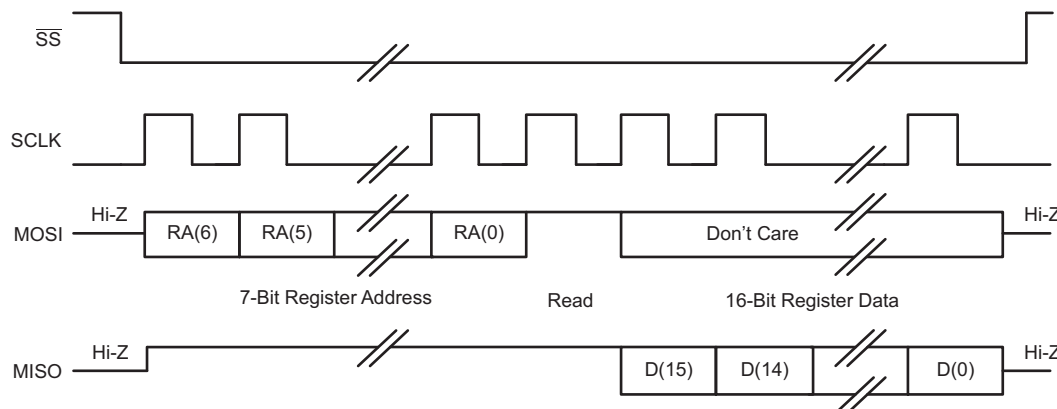 SS
SCLK
Hi-Z Hi-Z
MOSI RA(6) RA(5) RA(0) Don't Care
7-Bit Register Address Read 16-Bit Register Data
Hi-Z Hi-Z
MISO D(15) D(14) D(0)